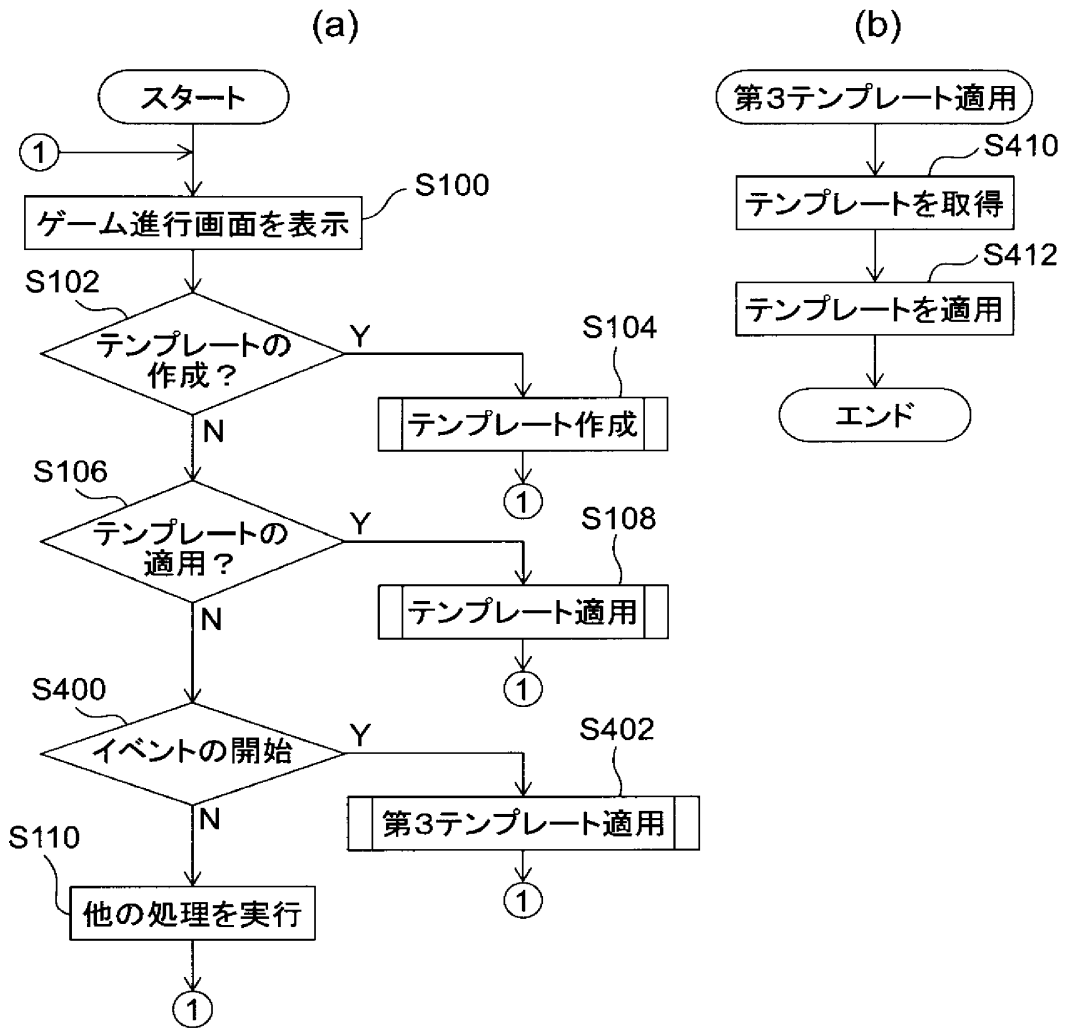 (a)
スタート
①
S100
ゲーム進行画面を表示
S102
テンプレートの
作成？
Y
N
S104
テンプレート作成
①
S106
テンプレートの
適用？
Y
N
S108
テンプレート適用
①
S400
イベントの開始
Y
N
S402
第3テンプレート適用
①
S110
他の処理を実行
①
(b)
第3テンプレート適用
S410
テンプレートを取得
S412
テンプレートを適用
エンド